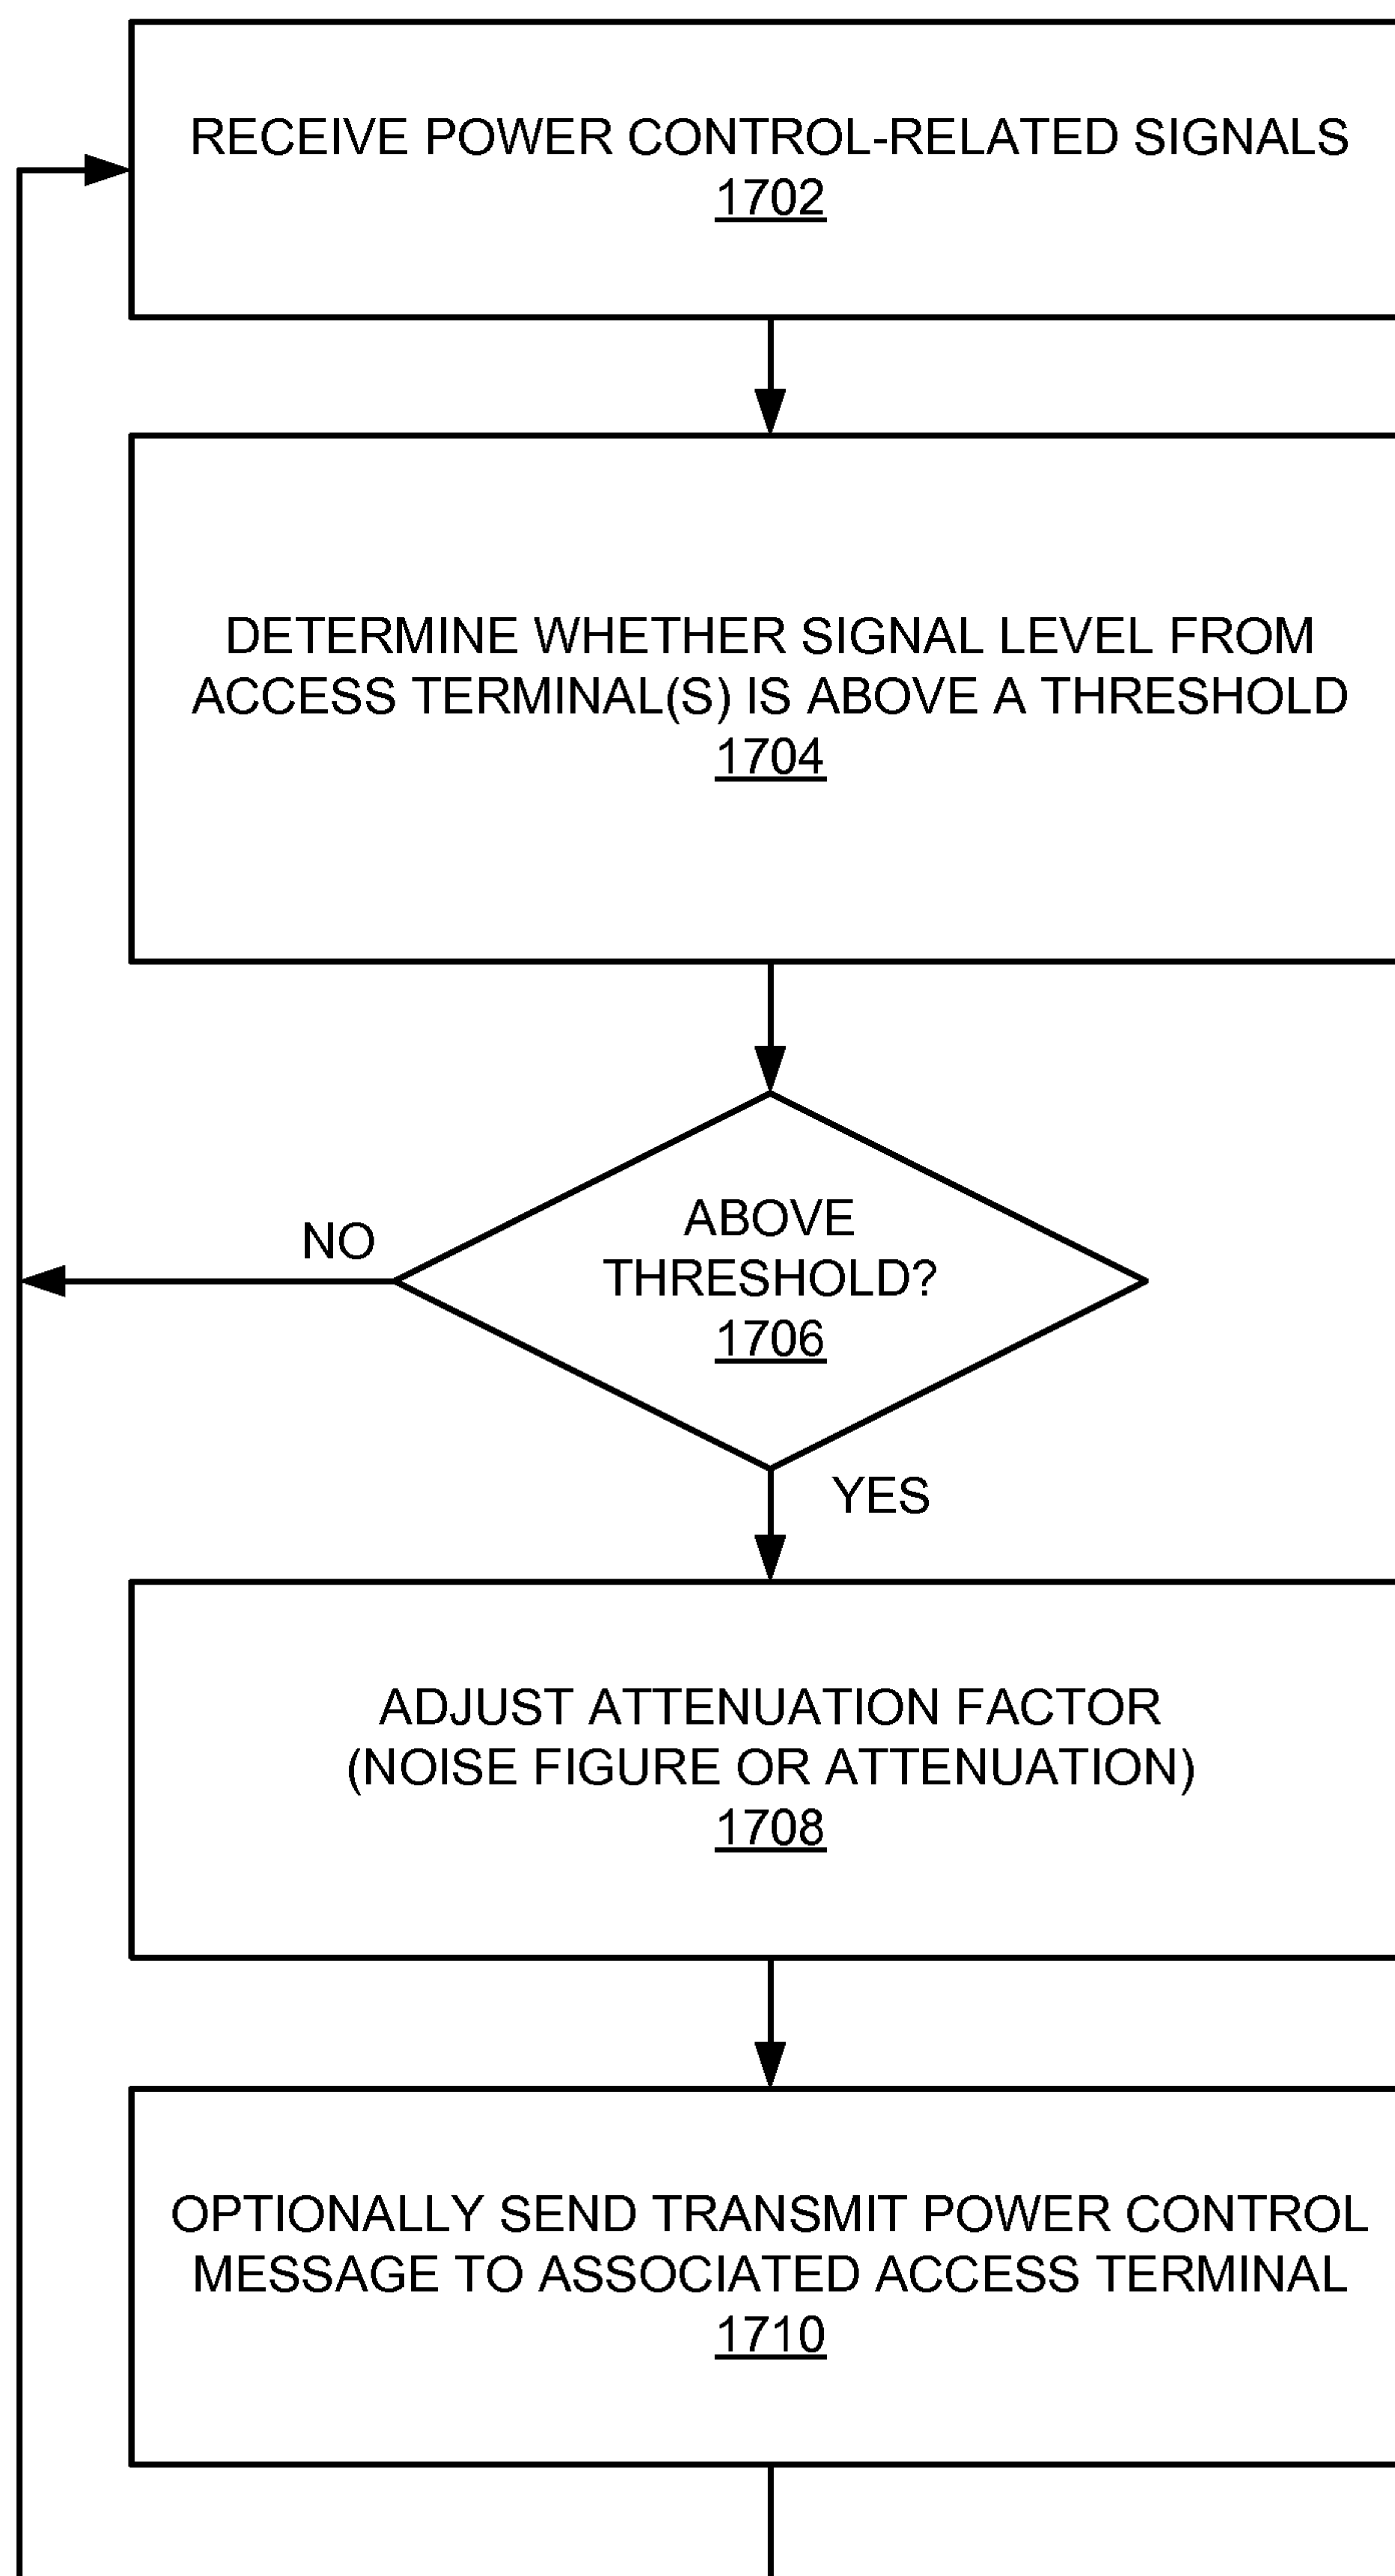 RECEIVE POWER CONTROL-RELATED SIGNALS
1702
DETERMINE WHETHER SIGNAL LEVEL FROM
ACCESS TERMINAL(S) IS ABOVE A THRESHOLD
1704
ABOVE
THRESHOLD?
1706
NO
YES
ADJUST ATTENUATION FACTOR
(NOISE FIGURE OR ATTENUATION)
1708
OPTIONALLY SEND TRANSMIT POWER CONTROL
MESSAGE TO ASSOCIATED ACCESS TERMINAL
1710